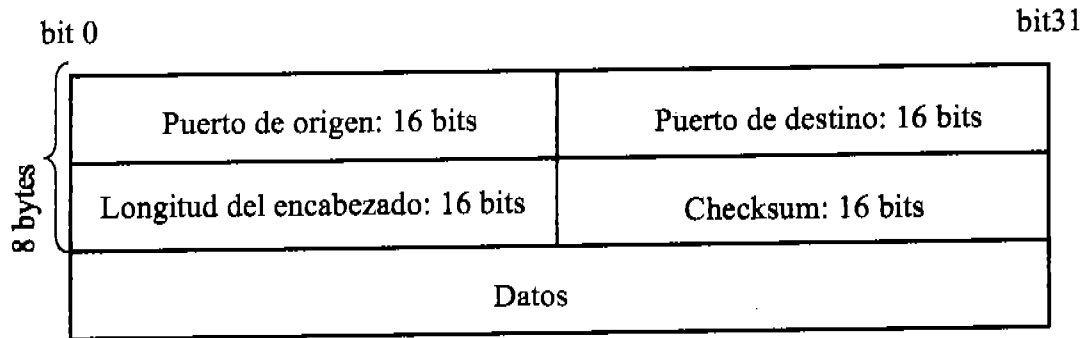 bit 0
bit31
8 bytes
Puerto de origen: 16 bits
Puerto de destino: 16 bits
Longitud del encabezado: 16 bits
Checksum: 16 bits
Datos